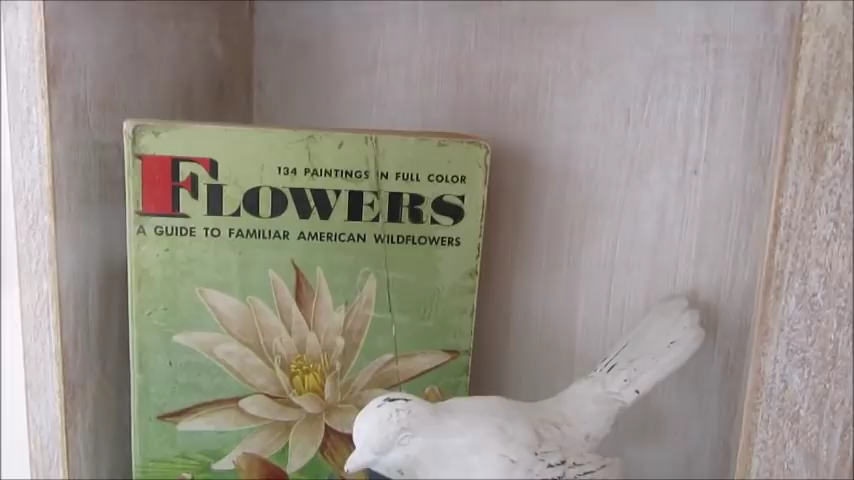 134 PAINTINGS IN FULL COLOR
FLOWERS
A GUIDE TO FAMILIAR AMERICAN WILDFLOWERS